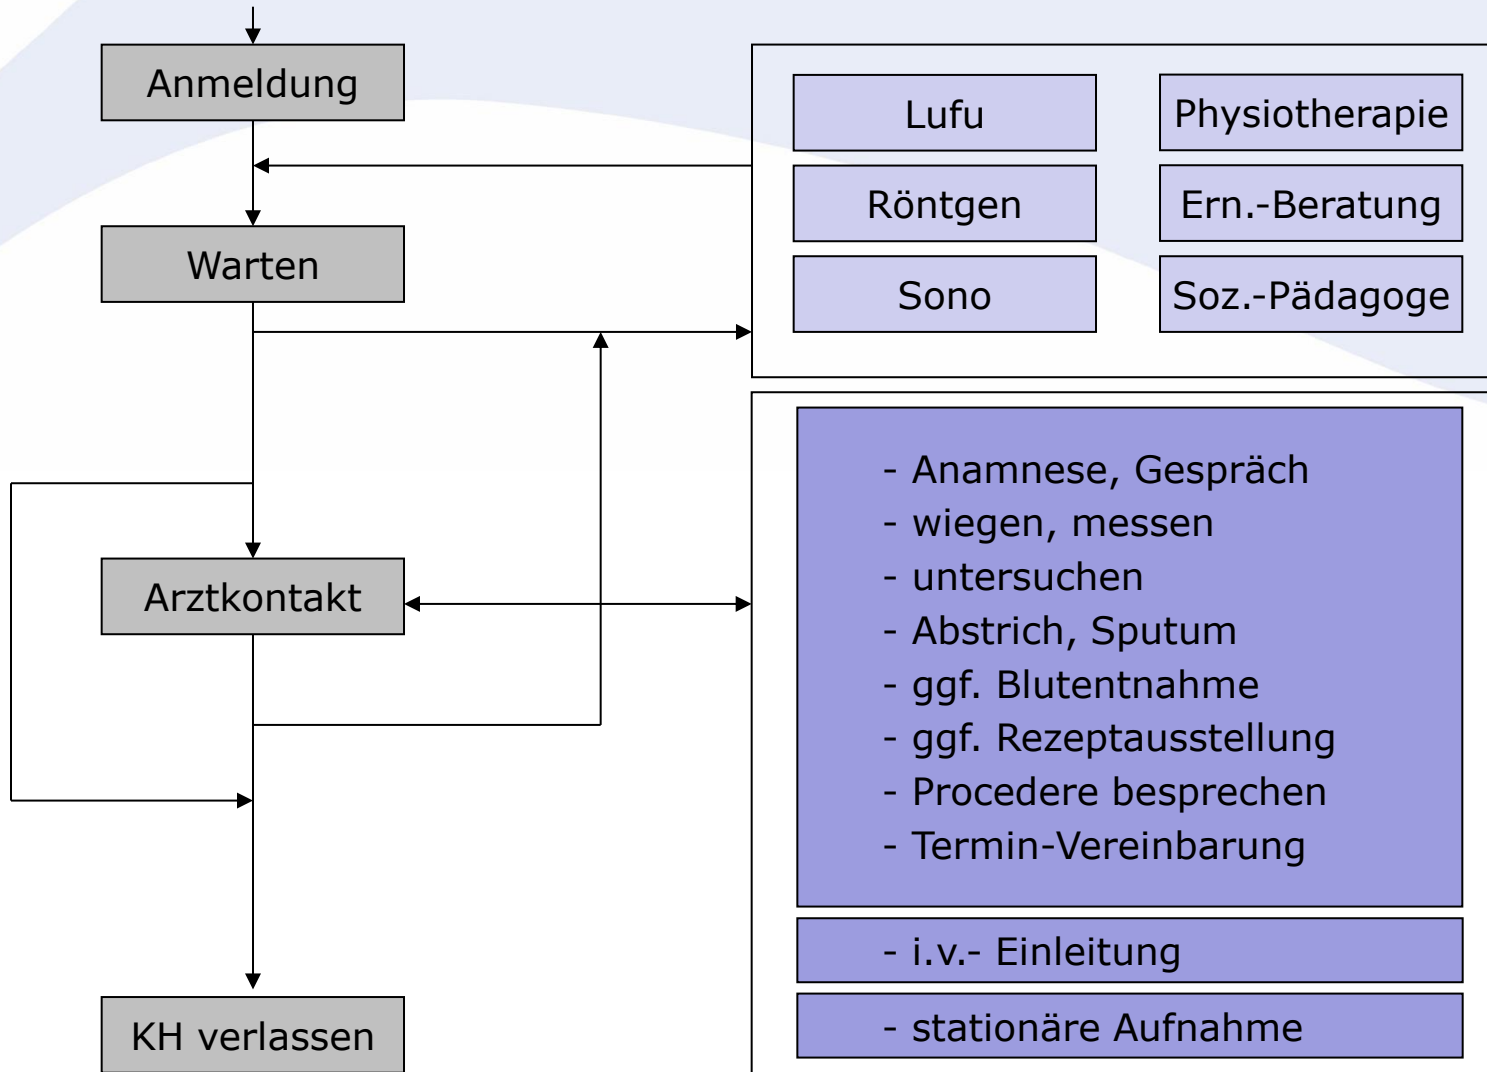 Anmeldung
Warten
Arztkontakt
KH verlassen
Lufu
Physiotherapie
Röntgen
Ern.-Beratung
Sono
Soz.-Pädagoge
- Anamnese, Gespräch
- wiegen, messen
- untersuchen
- Abstrich, Sputum
- ggf. Blutentnahme
- ggf. Rezeptausstellung
- Procedere besprechen
- Termin-Vereinbarung
- i.v.- Einleitung
- stationäre Aufnahme